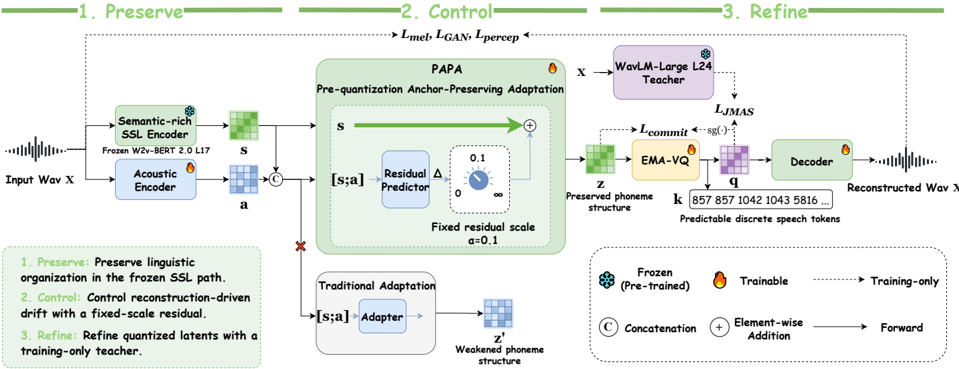 1. Preserve
2. Control
3. Refine
L_mel, L_GAN, L_percep
PAPA
Pre-quantization Anchor-Preserving Adaptation
X
WavLM-Large L24
Teacher
L_JMAS
Semantic-rich
SSL Encoder
Frozen W2v-BERT 2.0 L17
s
s
+
L_commit
sg(·)
Input Wav X
Acoustic
Encoder
a
C
[s;a]
Residual
Predictor
Δ
0.1
0
∞
Fixed residual scale
α=0.1
z
Preserved phoneme
structure
EMA-VQ
q
Decoder
Reconstructed Wav X
k
857 857 1042 1043 5816 ...
Predictable discrete speech tokens
1. Preserve: Preserve linguistic
organization in the frozen SSL path.
2. Control: Control reconstruction-driven
drift with a fixed-scale residual.
3. Refine: Refine quantized latents with a
training-only teacher.
Traditional Adaptation
[s;a]
Adapter
z'
Weakened phoneme
structure
Frozen
(Pre-trained)
Trainable
Training-only
C
Concatenation
+
Element-wise
Addition
Forward